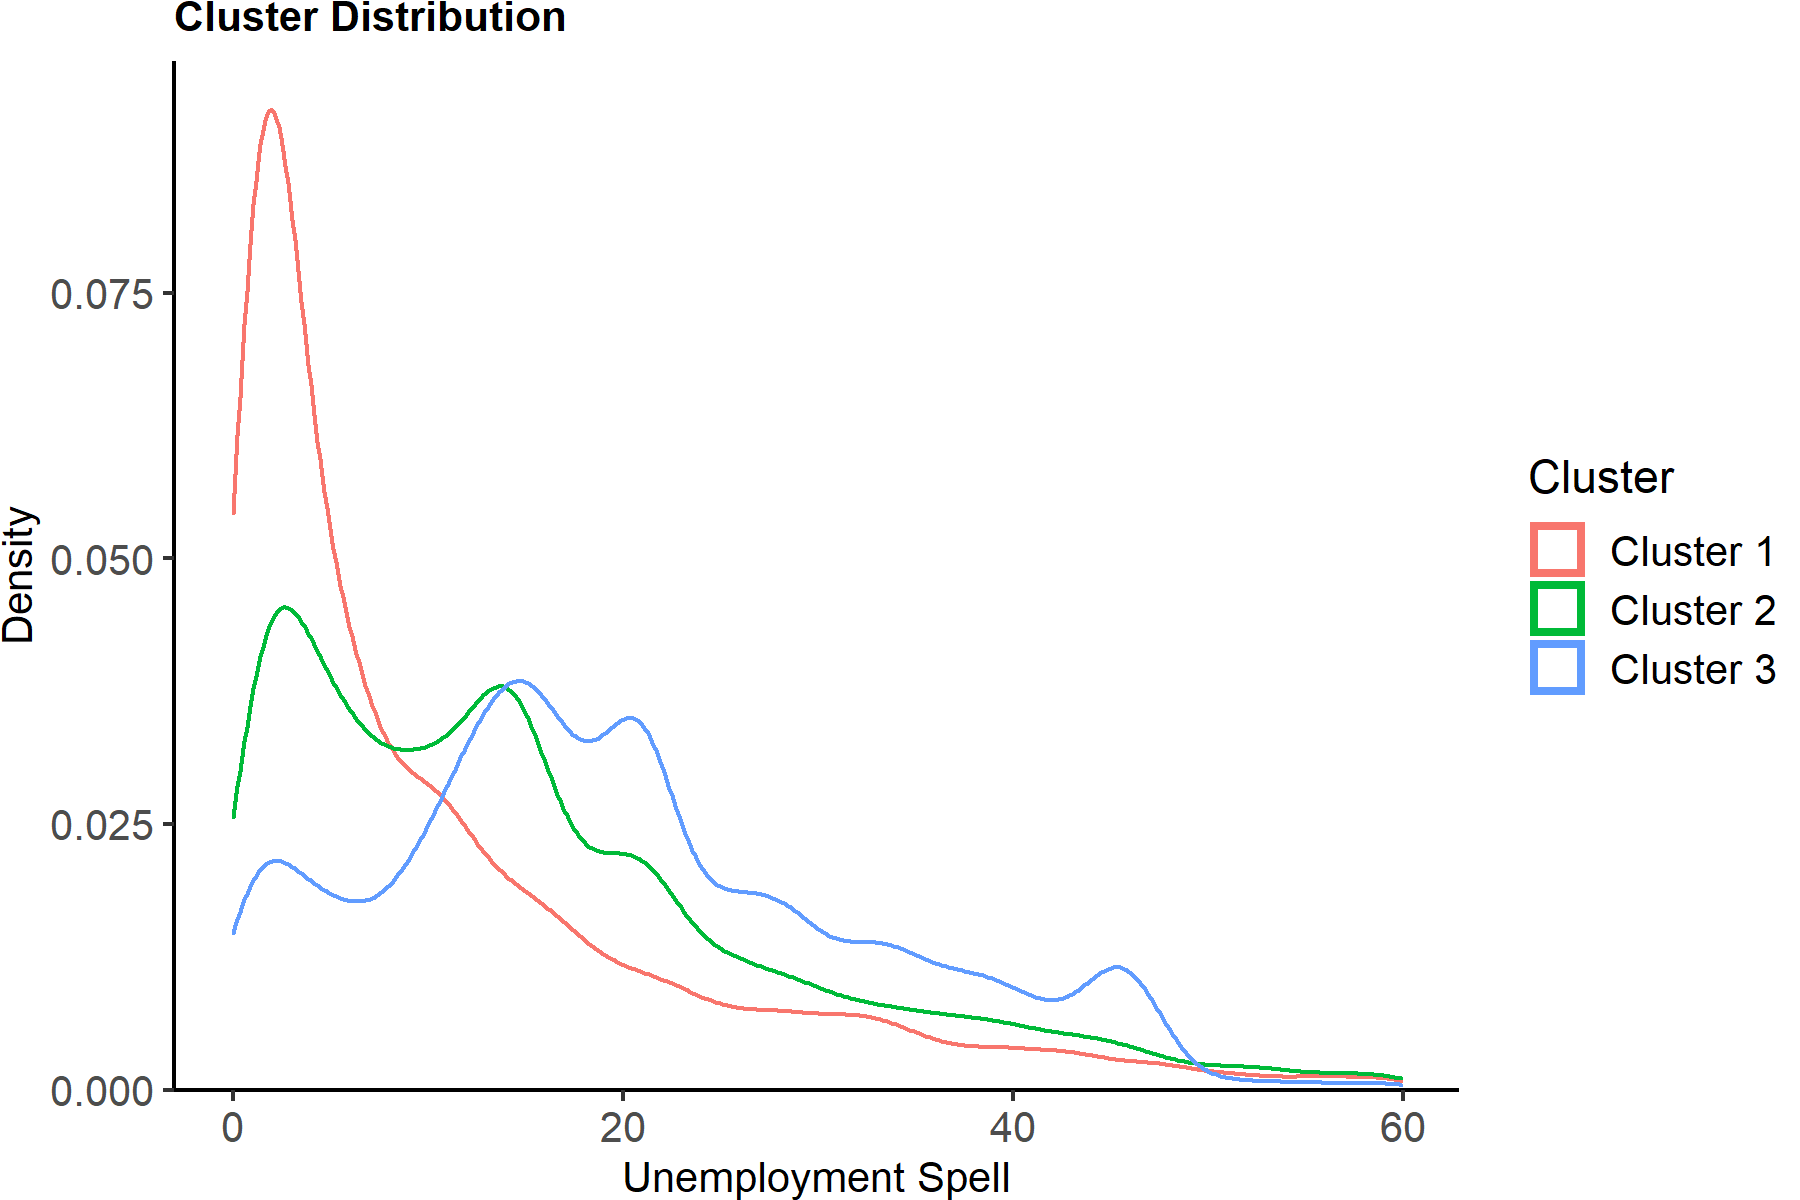 Cluster Distribution
0.075
0.050
0.025
0.000
Density
0
20
40
60
Unemployment Spell
Cluster
Cluster 1
Cluster 2
Cluster 3